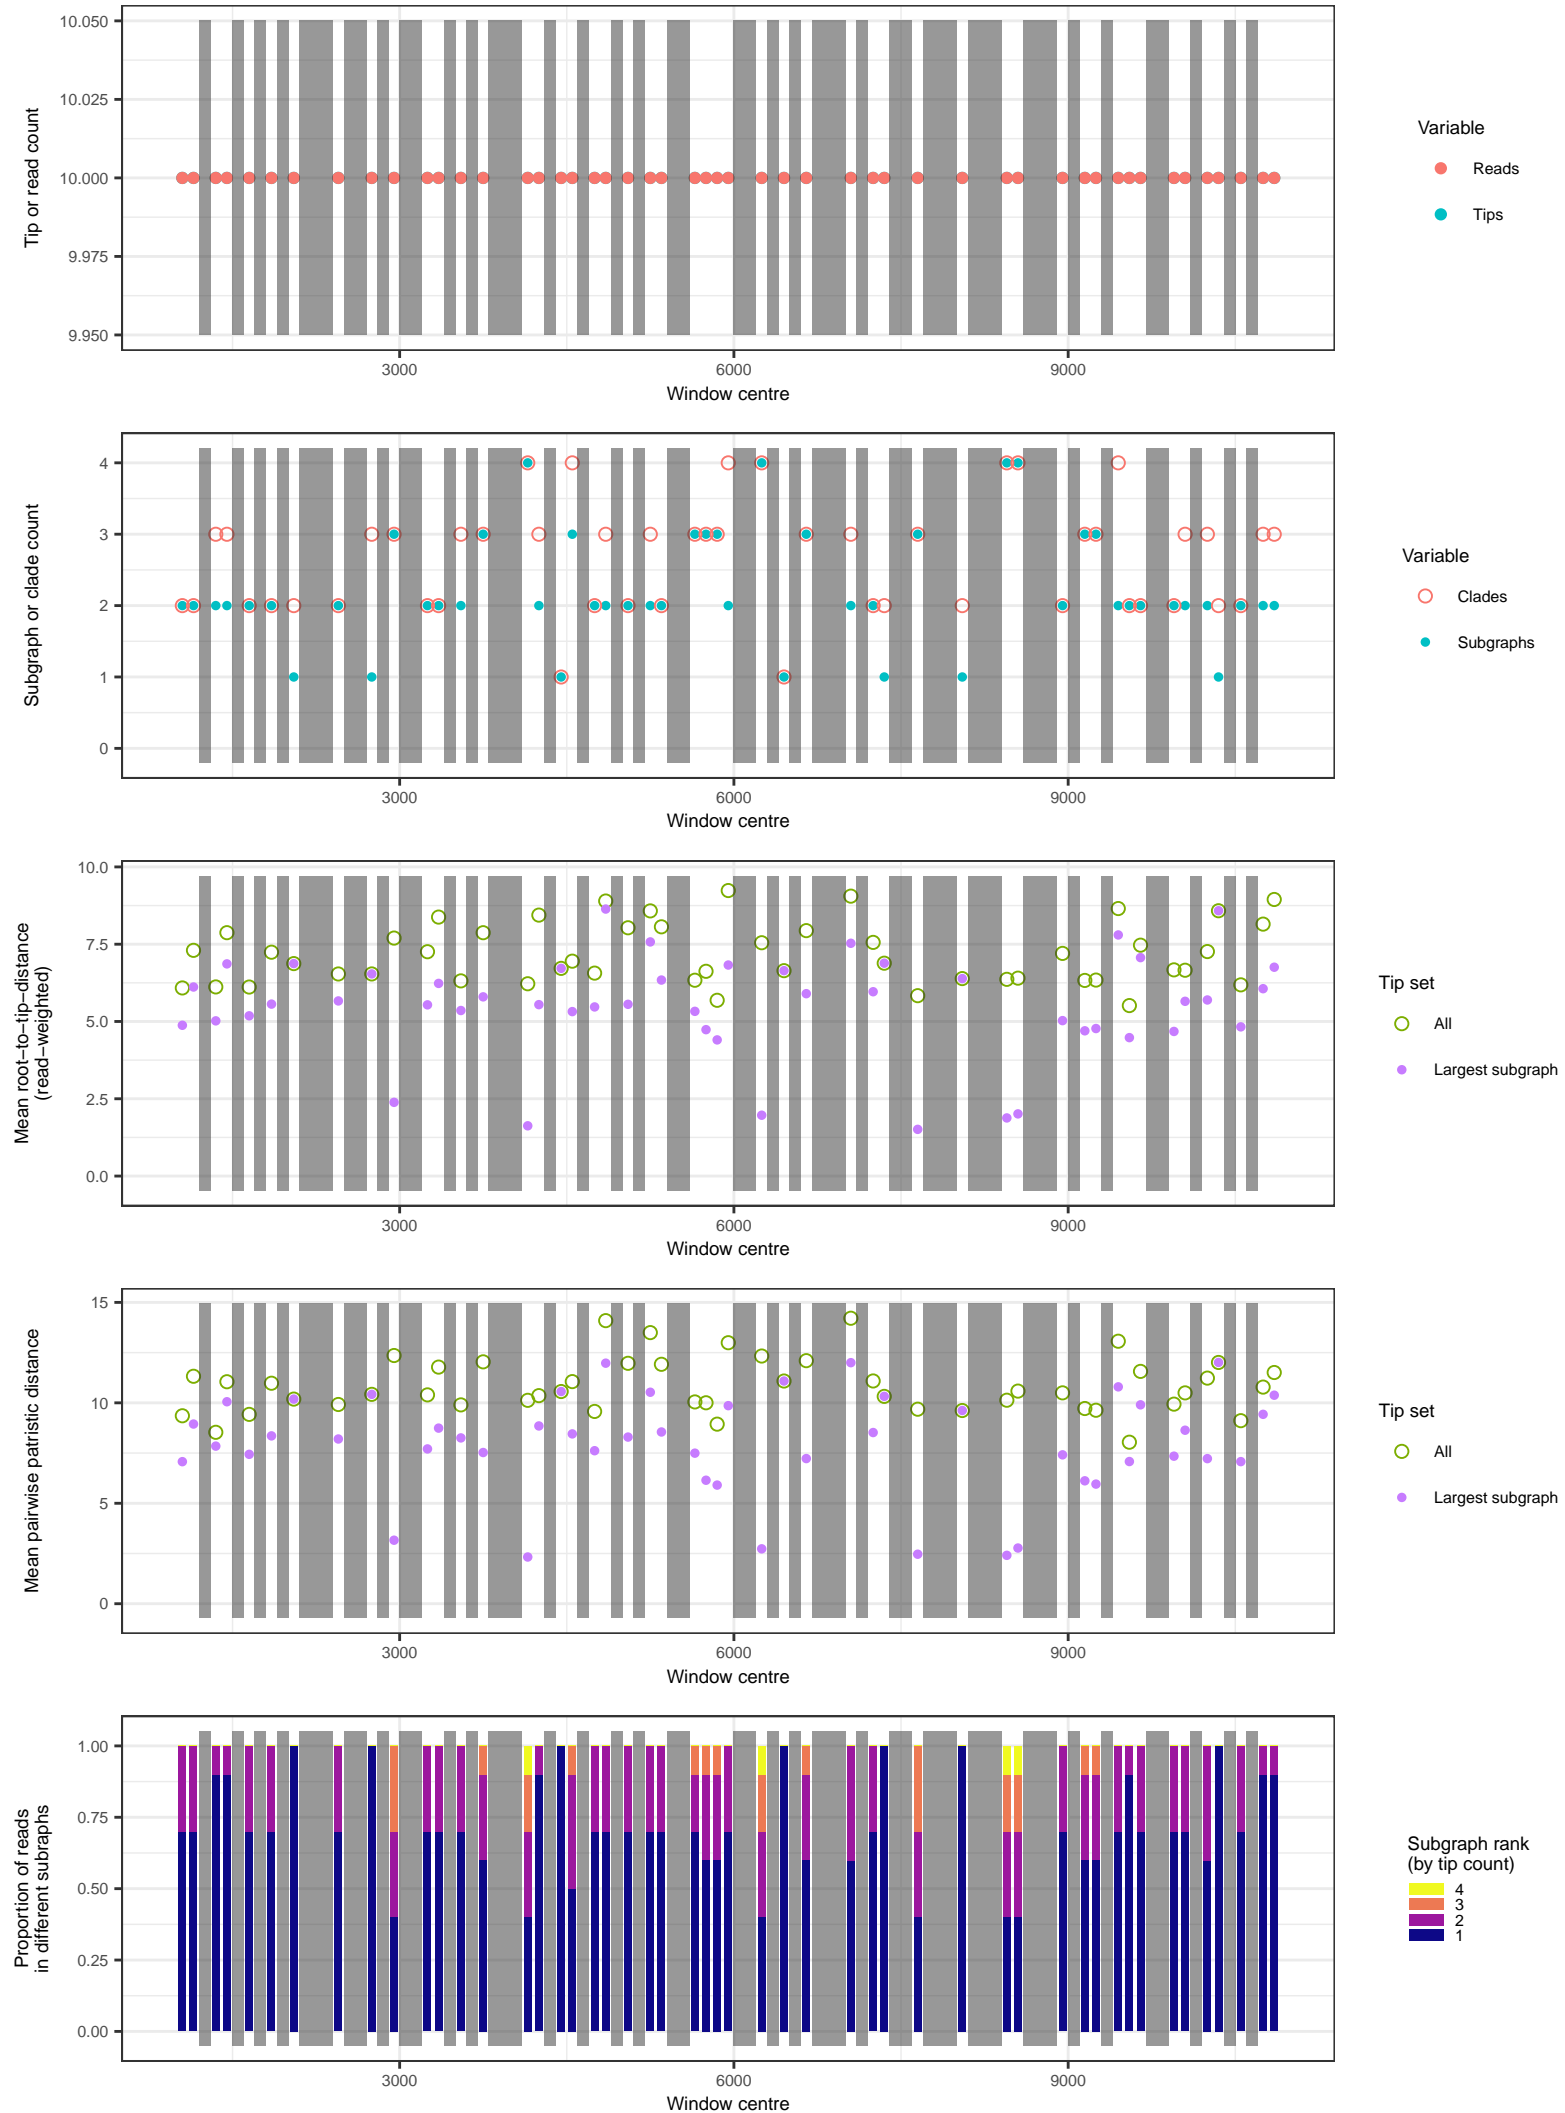 10.050
10.025
10.000
9.975
9.950
Tip or read count
3000
6000
9000
Window centre
Variable
Reads
Tips
4
3
2
1
0
Subgraph or clade count
3000
6000
9000
Window centre
Variable
Clades
Subgraphs
10.0
7.5
5.0
2.5
0.0
Mean root−to−tip−distance
(read−weighted)
3000
6000
9000
Window centre
Tip set
All
Largest subgraph
15
10
5
0
Mean pairwise patristic distance
3000
6000
9000
Window centre
Tip set
All
Largest subgraph
1.00
0.75
0.50
0.25
0.00
Proportion of reads
in different subraphs
3000
6000
9000
Window centre
Subgraph rank
(by tip count)
4
3
2
1